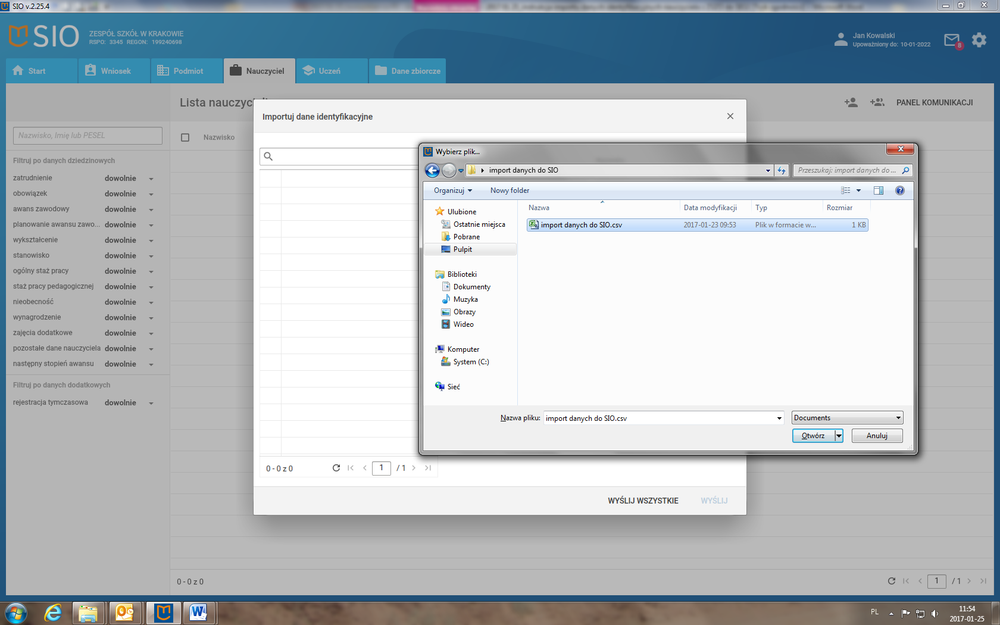 SIO v.2.25.4
SIO
ZESPÓŁ SZKÓŁ W KRAKOWIE
RSPO: 3345 REGON: 199240698
Jan Kowalski
Upoważniony do: 10-01-2022
8
Start
Wniosek
Podmiot
Nauczyciel
Uczeń
Dane zbiorcze
Lista nauczyc
PANEL KOMUNIKACJI
Nazwisko, Imię lub PESEL
Nazwisko
Filtruj po danych dziedzinowych
zatrudnienie dowolnie
obowiązek dowolnie
awans zawodowy dowolnie
planowanie awansu zawo... dowolnie
wykształcenie dowolnie
stanowisko dowolnie
ogólny staż pracy dowolnie
staż pracy pedagogicznej dowolnie
nieobecność dowolnie
wynagrodzenie dowolnie
zajęcia dodatkowe dowolnie
pozostałe dane nauczyciela dowolnie
następny stopień awansu dowolnie
Filtruj po danych dodatkowych
rejestracja tymczasowa dowolnie
Importuj dane identyfikacyjne
0 - 0 z 0
1 / 1
WYŚLIJ WSZYSTKIE
WYŚLIJ
Wybierz plik...
import danych do SIO
Przeszukaj: import danych do ...
Organizuj
Nowy folder
Ulubione
Ostatnie miejsca
Pobrane
Pulpit
Biblioteki
Dokumenty
Muzyka
Obrazy
Wideo
Komputer
System (C:)
Sieć
Nazwa Data modyfikacji Typ Rozmiar
import danych do SIO.csv 2017-01-23 09:53 Plik w formacie w... 1 KB
Nazwa pliku: import danych do SIO.csv
Documents
Otwórz
Anuluj
0 - 0 z 0
1 / 1
PL
11:54
2017-01-25